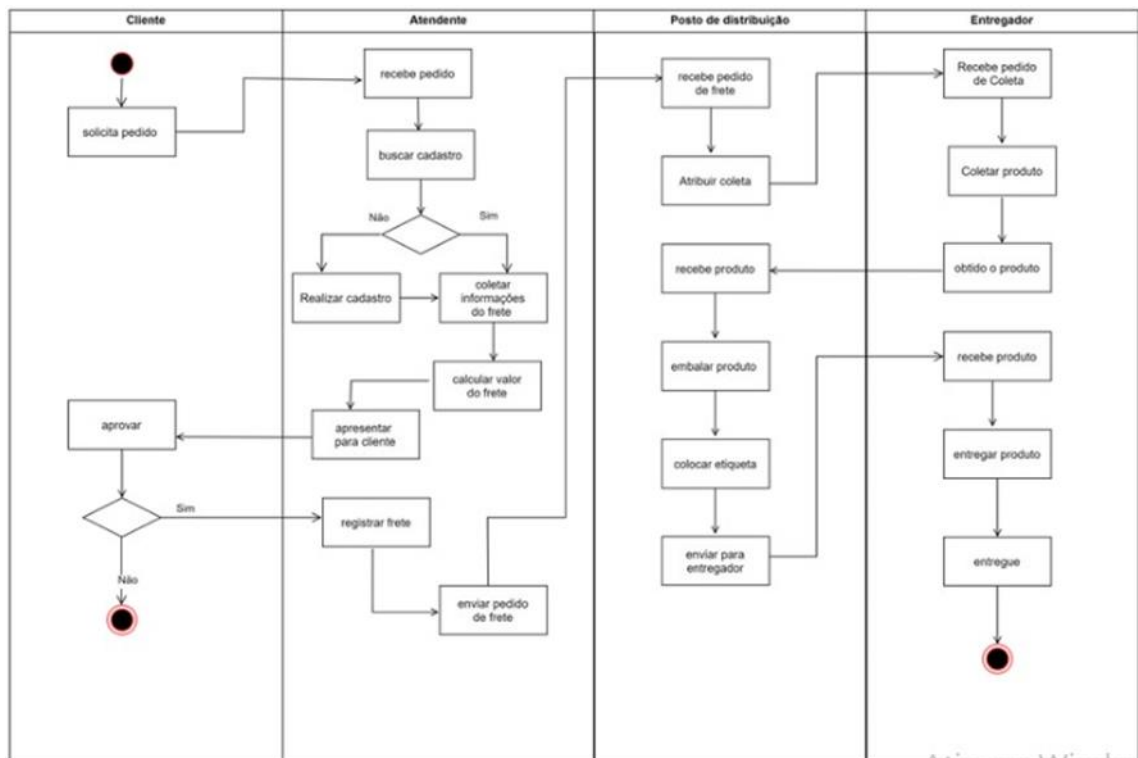 Cliente
Atendente
Posto de distribuição
Entregador
solicita pedido
aprovar
Sim
Não
recebe pedido
buscar cadastro
Não
Sim
Realizar cadastro
coletar
informações
do frete
calcular valor
do frete
apresentar
para cliente
registrar frete
enviar pedido
de frete
recebe pedido
de frete
Atribuir coleta
recebe produto
embalar produto
colocar etiqueta
enviar para
entregador
Recebe pedido
de Coleta
Coletar produto
obtido o produto
recebe produto
entregar produto
entregue